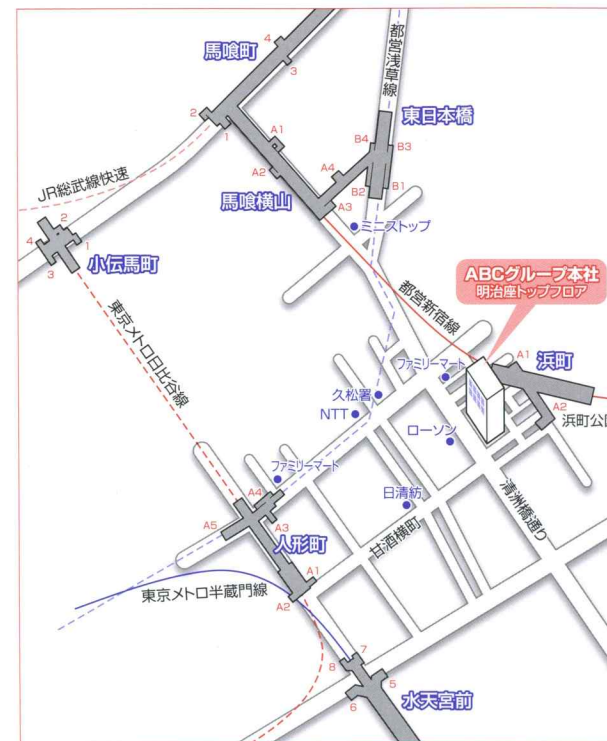 馬喰町
4
3
2
1
都営浅草線
東日本橋
B4
B3
B2
B1
A1
A2
A4
A3
馬喰横山
JR総武線快速
ミニストップ
2
4
1
3
小伝馬町
ABCグループ本社
明治座トップフロア
都営新宿線
東京メトロ日比谷線
ファミリーマート
浜町
A1
A2
浜町公園
久松署
NTT
ローソン
ファミリーマート
日清紡
清洲橋通り
甘酒横町
A4
A5
A3
人形町
A1
A2
東京メトロ半蔵門線
7
8
5
6
水天宮前